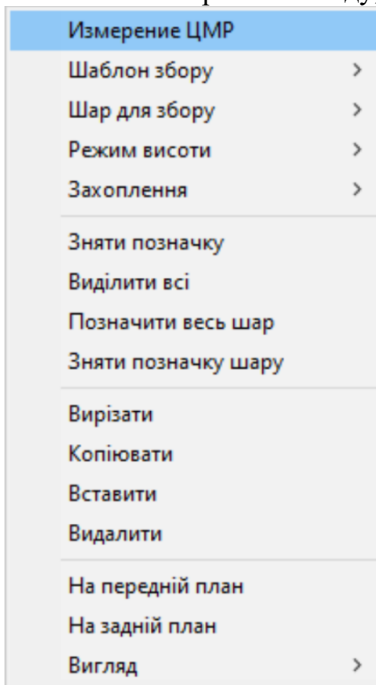 Измерение ЦМР
Шаблон збору
Шар для збору
Режим висоти
Захоплення
Зняти позначку
Виділити всі
Позначити весь шар
Зняти позначку шару
Вирізати
Копіювати
Вставити
Видалити
На передній план
На задній план
Вигляд